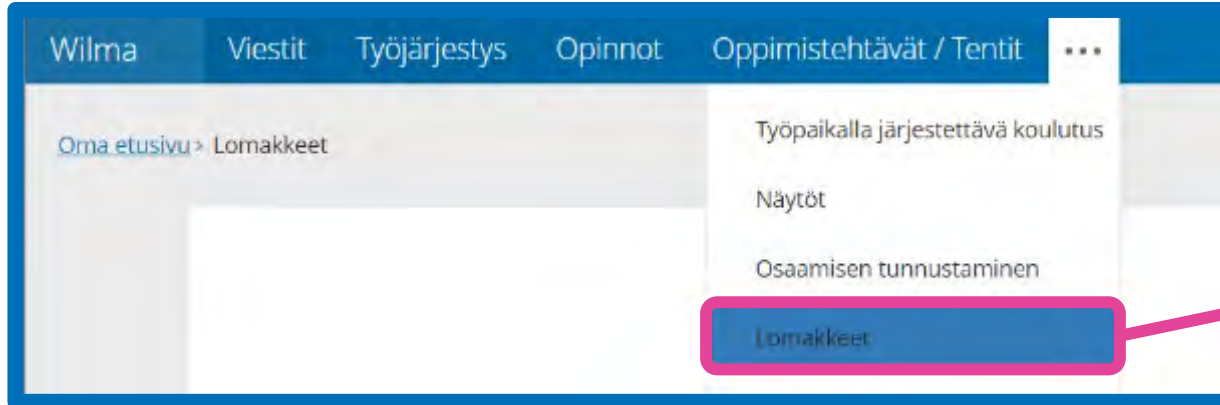 Wilma Viestit Työjärjestys Opinnot Oppimistehtävät / Tentit ...
Oma etusivu > Lomakkeet
Työpaikalla järjestettävä koulutus
Näytöt
Osaamisen tunnustaminen
Lomakkeet